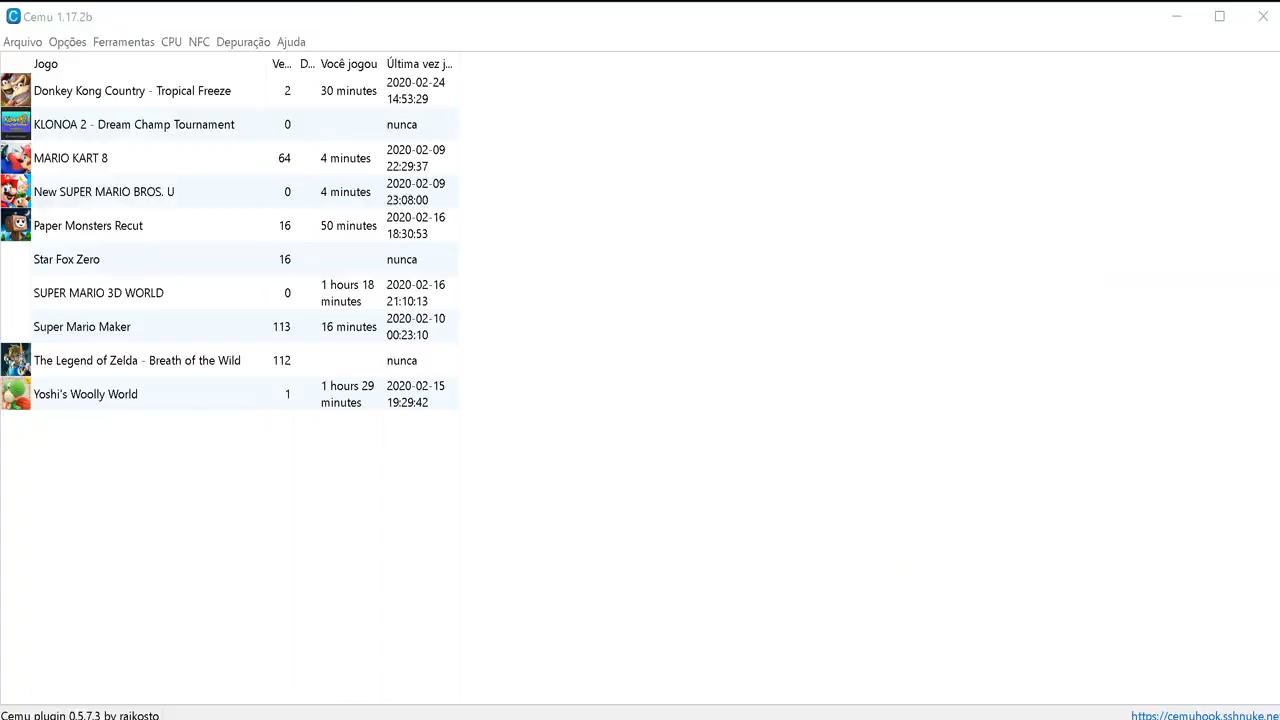 Cemu 1.17.2b
Arquivo Opções Ferramentas CPU NFC Depuração Ajuda
Jogo Ve... D... Você jogou Última vez j...
Donkey Kong Country - Tropical Freeze 2 30 minutes 2020-02-24
14:53:29
KLONOA 2 - Dream Champ Tournament 0 nunca
MARIO KART 8 64 4 minutes 2020-02-09
22:29:37
New SUPER MARIO BROS. U 0 4 minutes 2020-02-09
23:08:00
Paper Monsters Recut 16 50 minutes 2020-02-16
18:30:53
Star Fox Zero 16 nunca
SUPER MARIO 3D WORLD 0 1 hours 18 2020-02-16
minutes 21:10:13
Super Mario Maker 113 16 minutes 2020-02-10
00:23:10
The Legend of Zelda - Breath of the Wild 112 nunca
Yoshi's Woolly World 1 1 hours 29 2020-02-15
minutes 19:29:42
Cemu plugin 0.5.7.3 by rajkosto https://cemuhook.sshnuke.ne